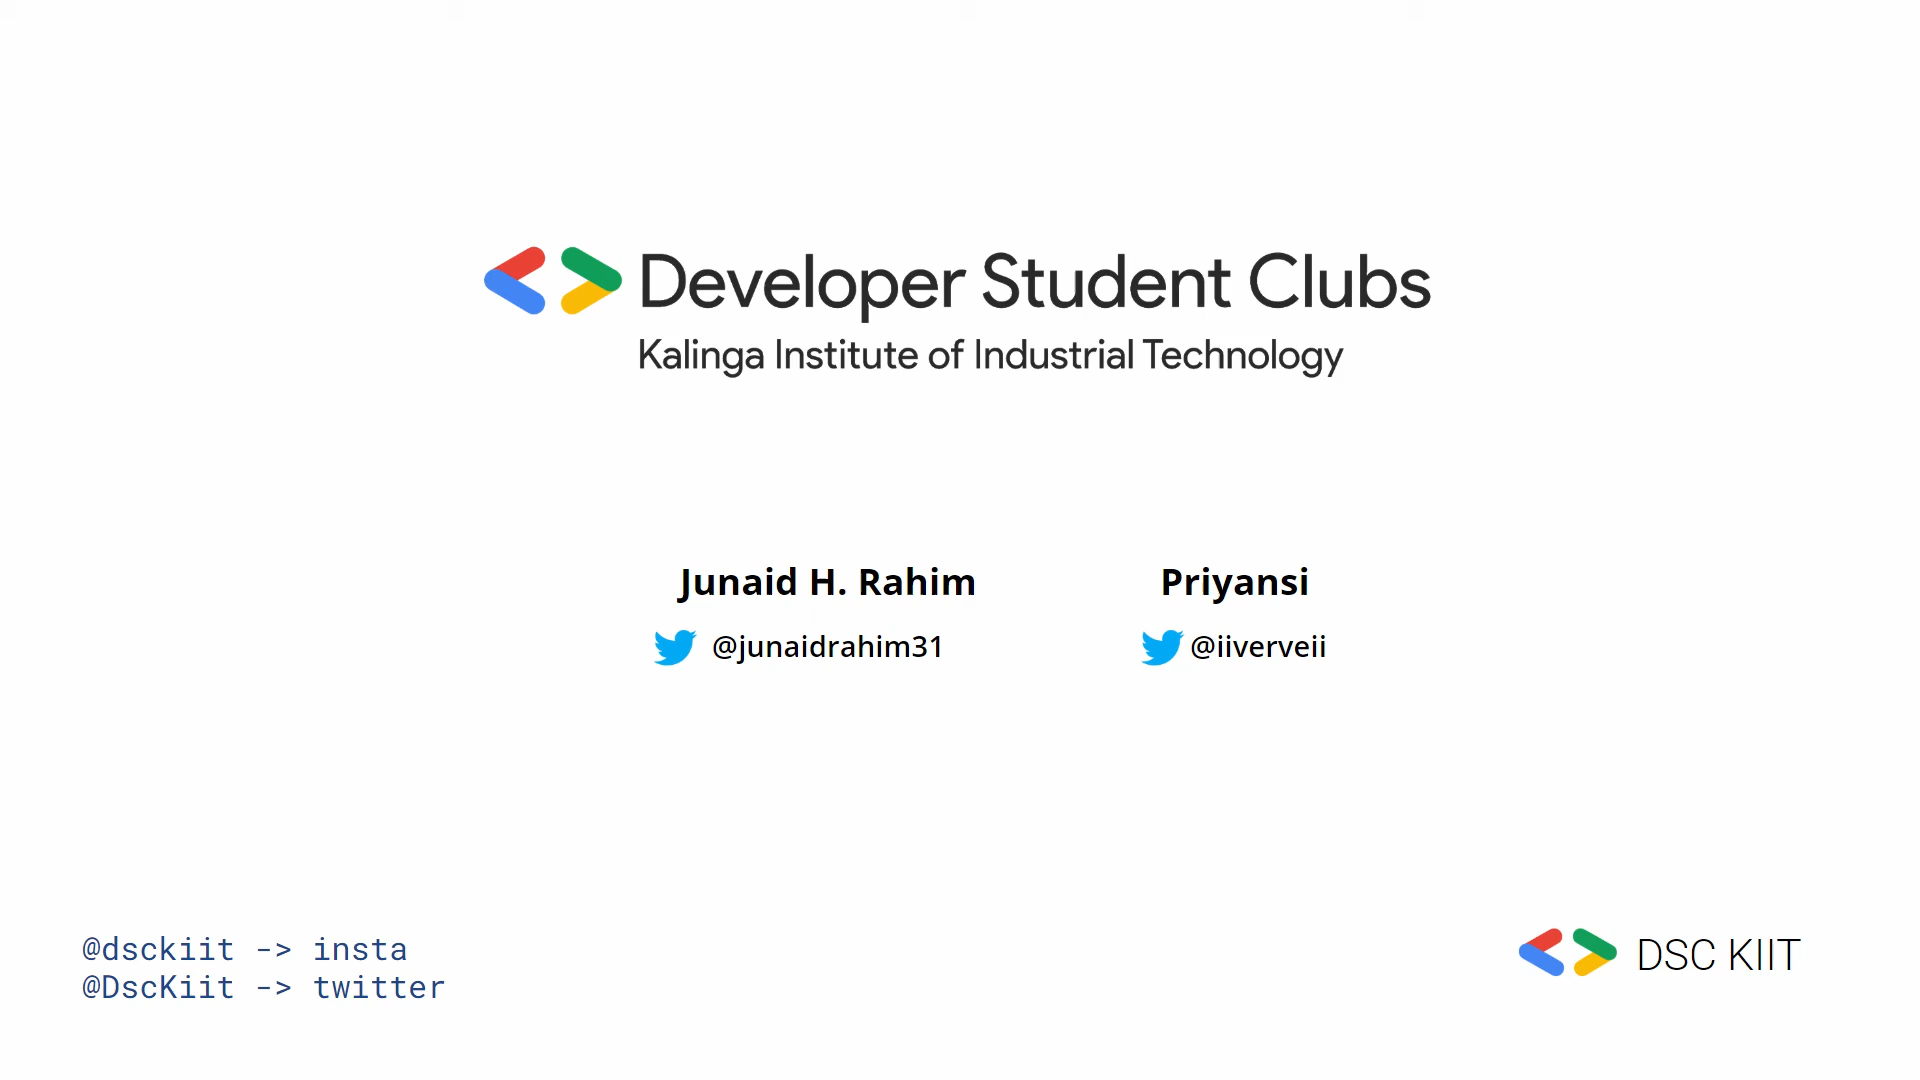 Developer Student Clubs
Kalinga Institute of Industrial Technology
Junaid H. Rahim
@junaidrahim31
Priyansi
@iiverveii
@dsckiit -> insta
@DscKiit -> twitter
DSC KIIT